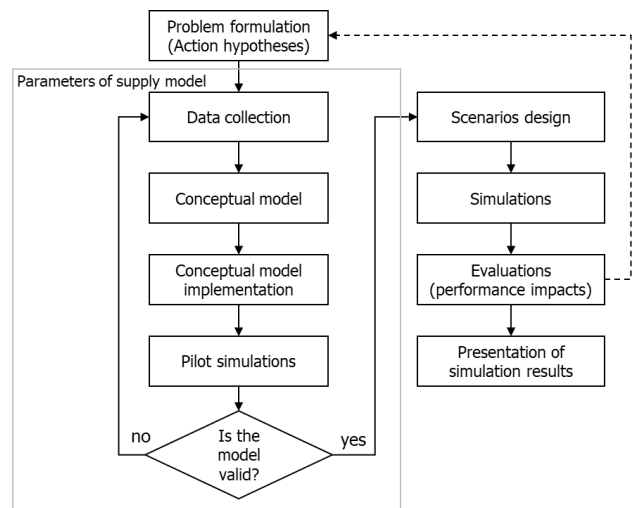 Problem formulation
(Action hypotheses)
Parameters of supply model
Data collection
Conceptual model
Conceptual model
implementation
Pilot simulations
Is the
model
valid?
no
yes
Scenarios design
Simulations
Evaluations
(performance impacts)
Presentation of
simulation results